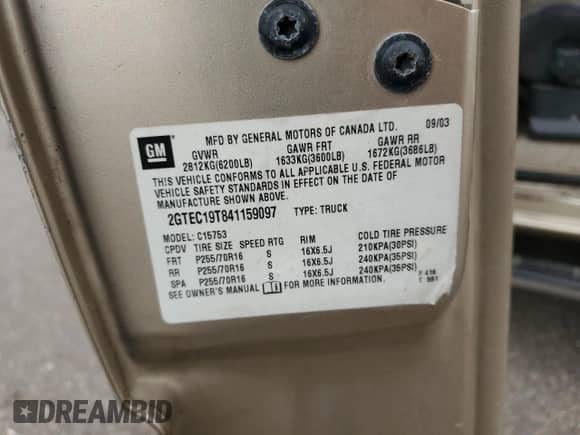 GM
MFD BY GENERAL MOTORS OF CANADA LTD. 09/03
GVWR GAWR FRT GAWR RR
2812KG(6200LB) 1633KG(3600LB) 1672KG(3686LB)
THIS VEHICLE CONFORMS TO ALL APPLICABLE U.S. FEDERAL MOTOR
VEHICLE SAFETY STANDARDS IN EFFECT ON THE DATE OF
MANUFACTURE SHOWN ABOVE.
2GTEC19T841159097 TYPE: TRUCK
MODEL: C15753
CPDV TIRE SIZE SPEED RTG RIM COLD TIRE PRESSURE
FRT P255/70R16 S 16X6.5J 210KPA(30PSI)
RR P255/70R16 S 16X6.5J 240KPA(35PSI)
SPA P255/70R16 S 16X6.5J 240KPA(35PSI)
SEE OWNER'S MANUAL FOR MORE INFORMATION.
DREAMBID